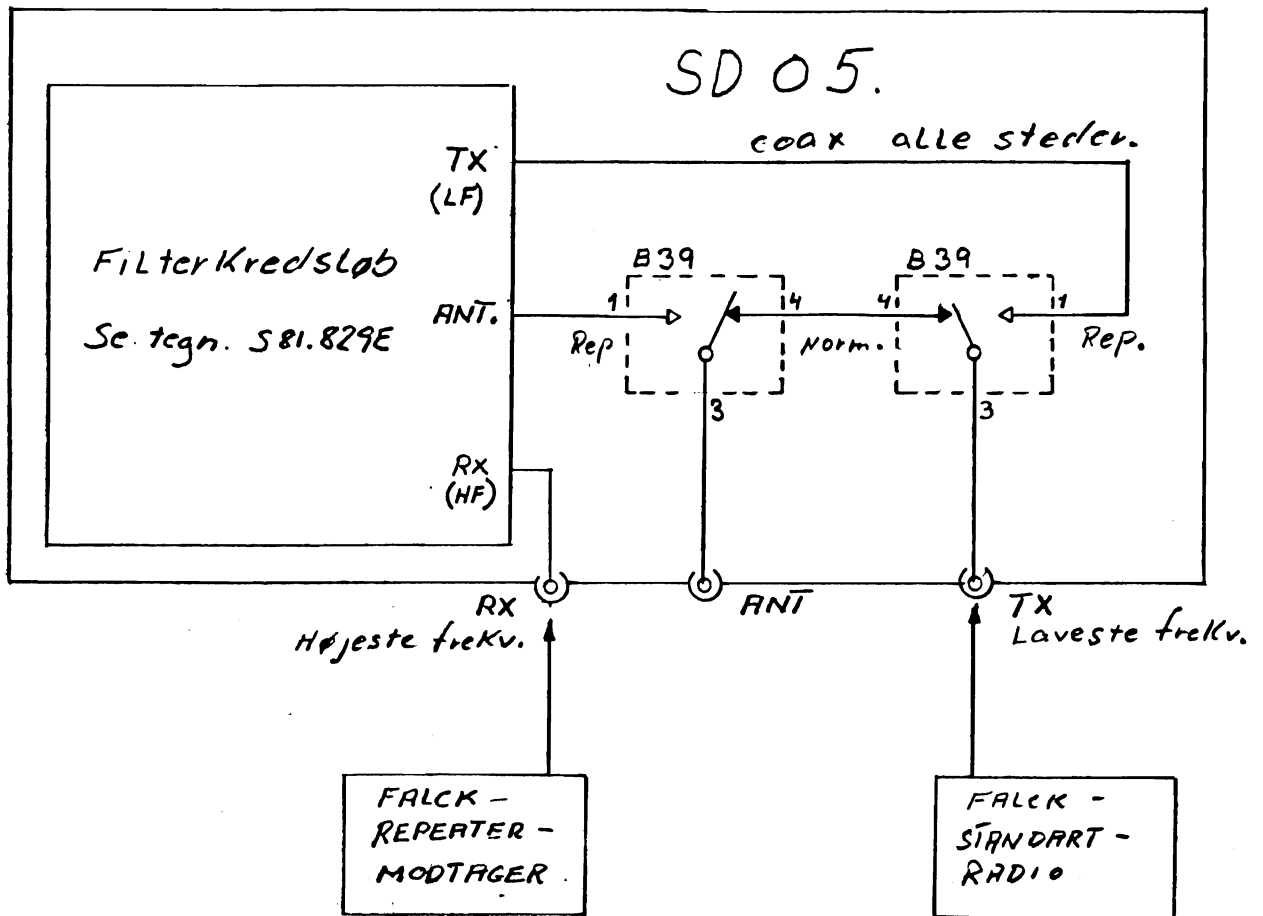 SD 05.
coax alle steder.
TX
(LF)
Filterkredsløb
Se. tegn. S81.829E
ANT.
RX
(HF)
B39
B39
1
4
4
1
Rep
Norm.
Rep.
3
3
RX
Højeste frekv.
ANT
TX
Laveste frekv.
FALCK -
REPEATER -
MODTAGER
FALCK -
STANDART -
RADIO